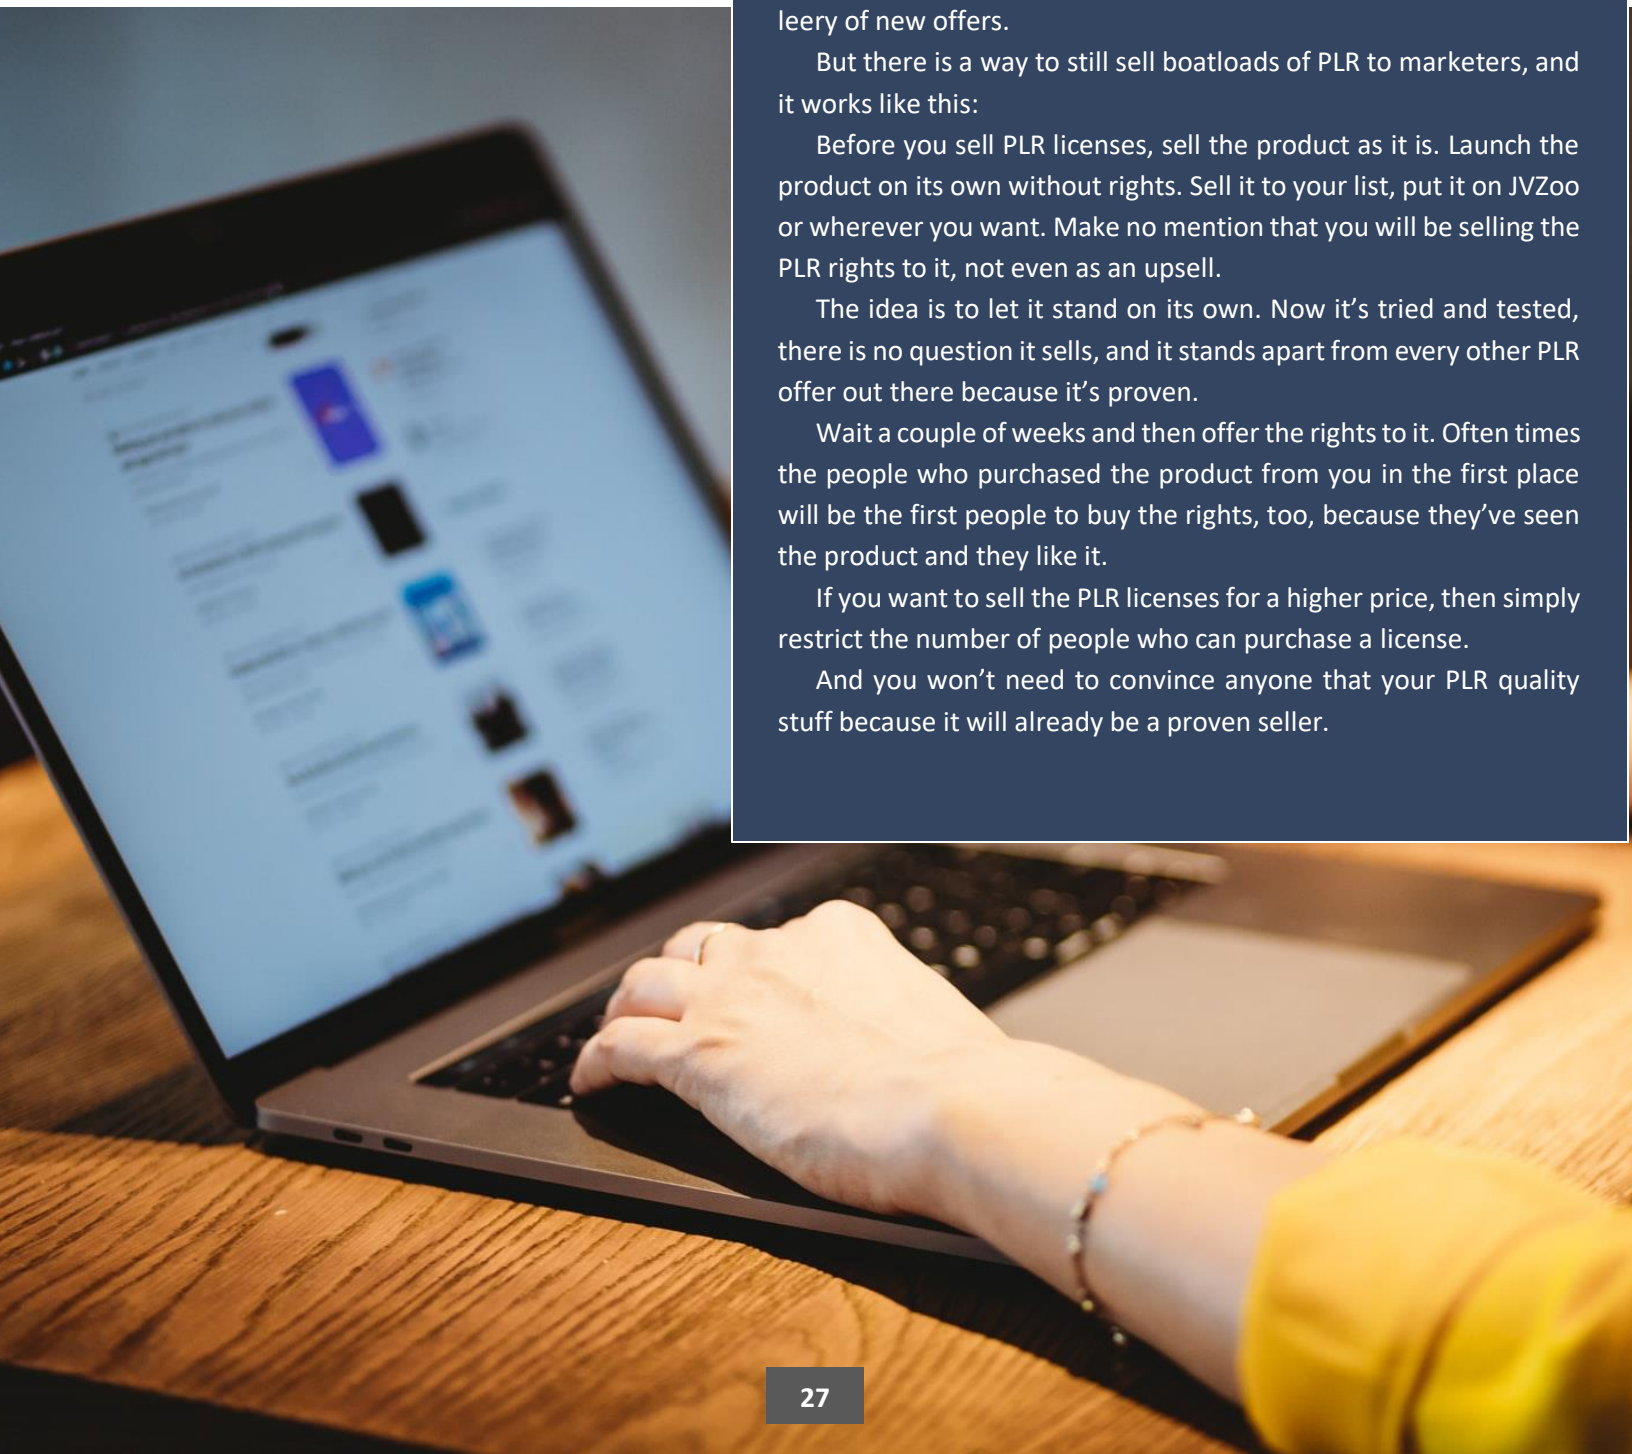 leery of new offers.
But there is a way to still sell boatloads of PLR to marketers, and
it works like this:
Before you sell PLR licenses, sell the product as it is. Launch the
product on its own without rights. Sell it to your list, put it on JVZoo
or wherever you want. Make no mention that you will be selling the
PLR rights to it, not even as an upsell.
The idea is to let it stand on its own. Now it’s tried and tested,
there is no question it sells, and it stands apart from every other PLR
offer out there because it’s proven.
Wait a couple of weeks and then offer the rights to it. Often times
the people who purchased the product from you in the first place
will be the first people to buy the rights, too, because they’ve seen
the product and they like it.
If you want to sell the PLR licenses for a higher price, then simply
restrict the number of people who can purchase a license.
And you won’t need to convince anyone that your PLR quality
stuff because it will already be a proven seller.
27